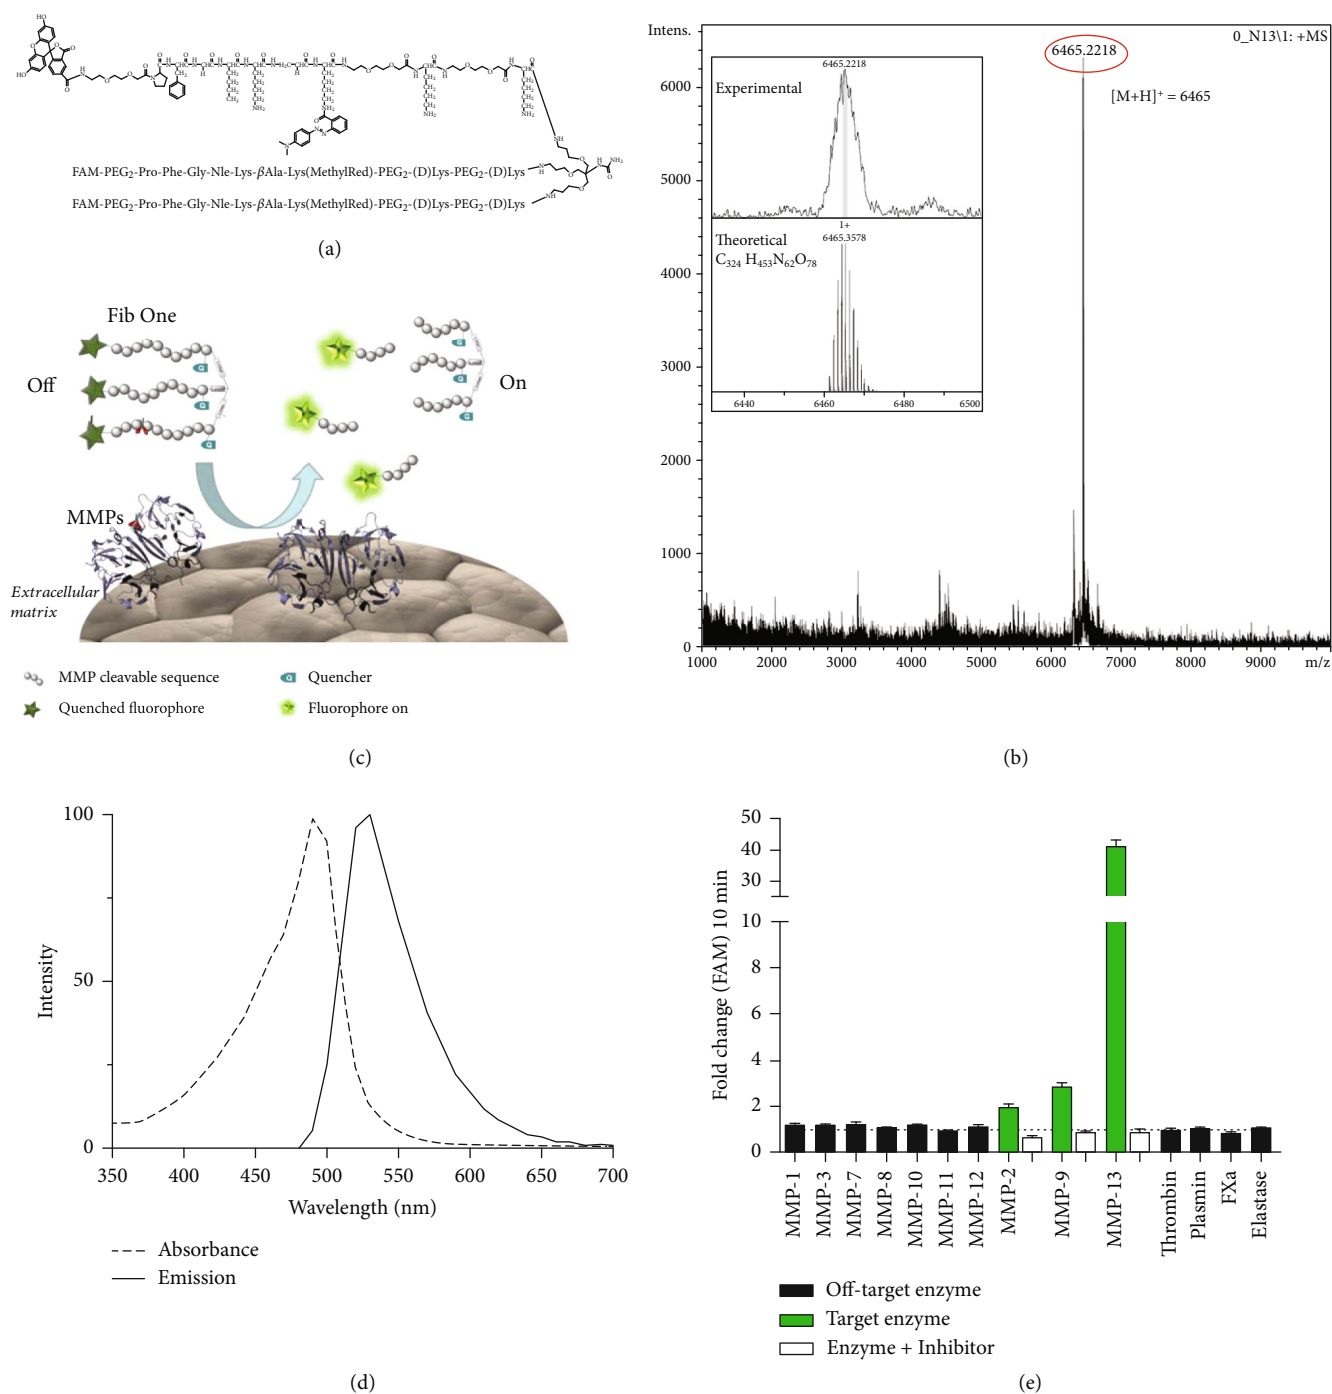 FAM-PEG2-Pro-Phe-Gly-Nle-Lys-βAla-Lys(MethylRed)-PEG2-(D)Lys-PEG2-(D)Lys
FAM-PEG2-Pro-Phe-Gly-Nle-Lys-βAla-Lys(MethylRed)-PEG2-(D)Lys-PEG2-(D)Lys
(a)
Intens.
0_N13\1: +MS
6465.2218
[M+H]+ = 6465
6465.2218
Experimental
1+
6465.3578
Theoretical
C324 H453N62O78
6440
6460
6480
6500
6000
5000
4000
3000
2000
1000
0
1000
2000
3000
4000
5000
6000
7000
8000
9000
m/z
(b)
Fib One
Off
On
MMPs
Extracellular
matrix
MMP cleavable sequence
Quencher
Quenched fluorophore
Fluorophore on
(c)
100
50
0
Intensity
350
400
450
500
550
600
650
700
Wavelength (nm)
Absorbance
Emission
(d)
Fold change (FAM) 10 min
50
40
30
10
8
6
4
2
0
MMP-1
MMP-3
MMP-7
MMP-8
MMP-10
MMP-11
MMP-12
MMP-2
MMP-9
MMP-13
Thrombin
Plasmin
FXa
Elastase
Off-target enzyme
Target enzyme
Enzyme + Inhibitor
(e)